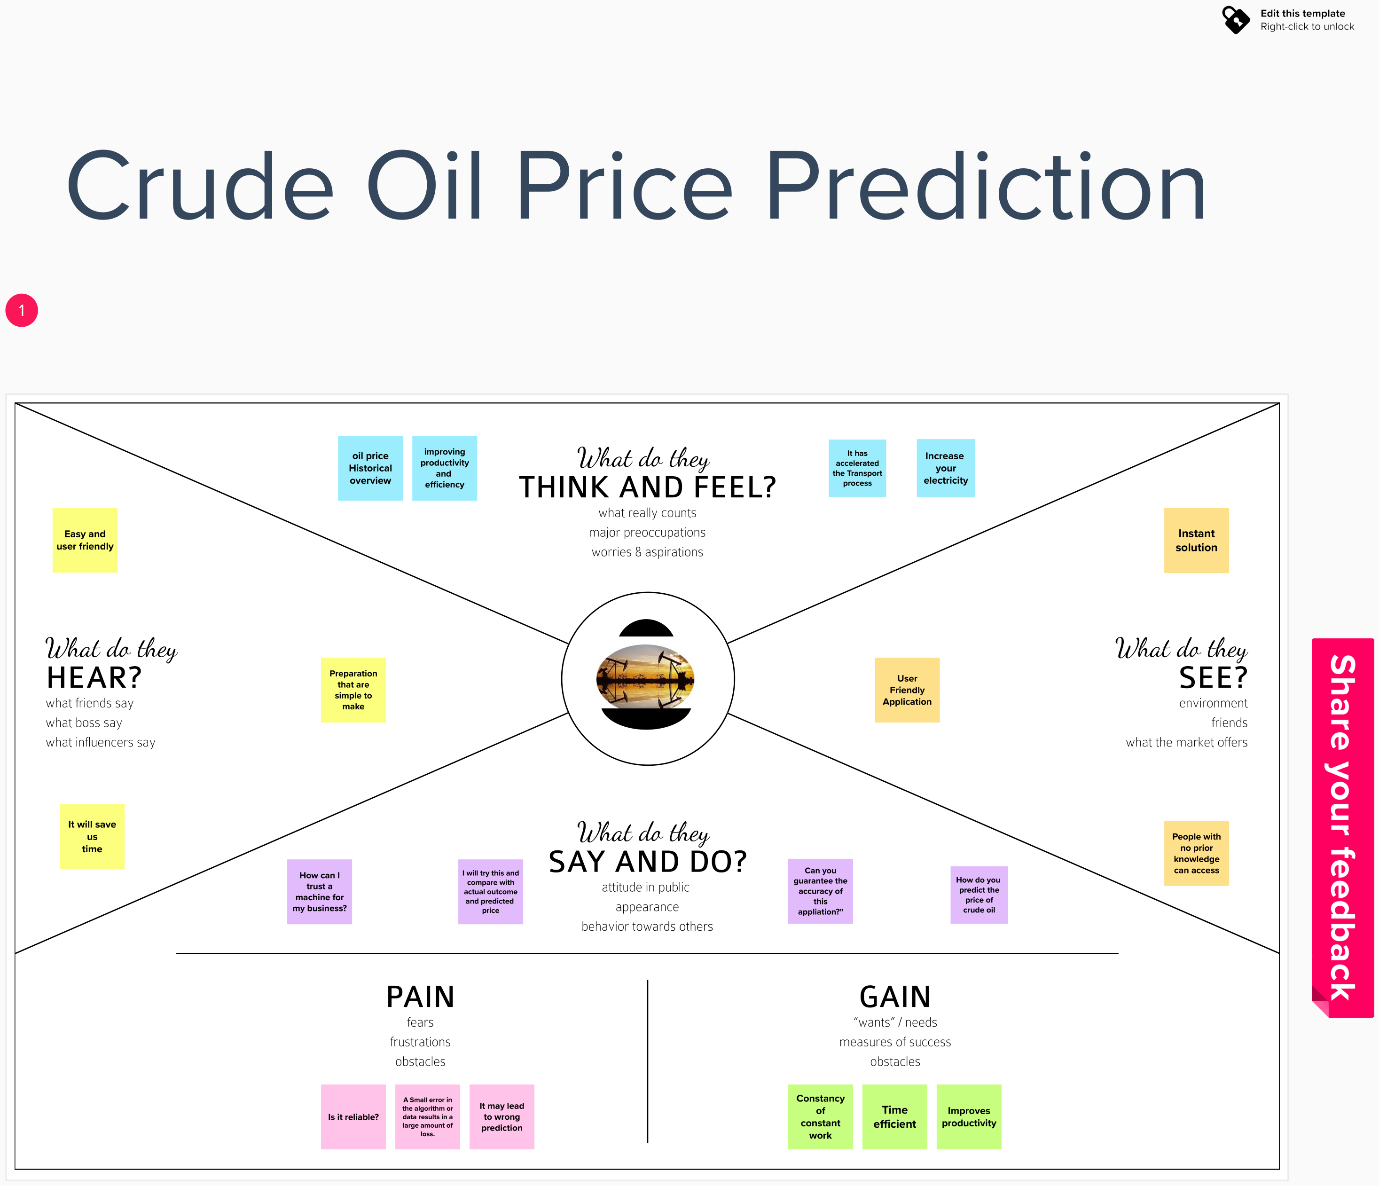 Edit this template
Right-click to unlock
Crude Oil Price Prediction
1
oil price
Historical
overview
improving
productivity
and
efficiency
What do they
THINK AND FEEL?
what really counts
major preoccupations
worries & aspirations
It has
accelerated
the Transport
process
Increase
your
electricity
Easy and
user friendly
What do they
HEAR?
what friends say
what boss say
what influencers say
Preparation
that are
simple to
make
It will save
us
time
Instant
solution
What do they
SEE?
environment
friends
what the market offers
User
Friendly
Application
People with
no prior
knowledge
can access
What do they
SAY AND DO?
attitude in public
appearance
behavior towards others
How can I
trust a
machine for
my business?
I will try this and
compare with
actual outcome
and predicted
price
Can you
guarantee the
accuracy of
this
appliation?"
How do you
predict the
price of
crude oil
PAIN
fears
frustrations
obstacles
Is it reliable?
A Small error in
the algorithm or
data results in a
large amount of
loss.
It may lead
to wrong
prediction
GAIN
"wants" / needs
measures of success
obstacles
Constancy
of
constant
work
Time
efficient
Improves
productivity
Share your feedback